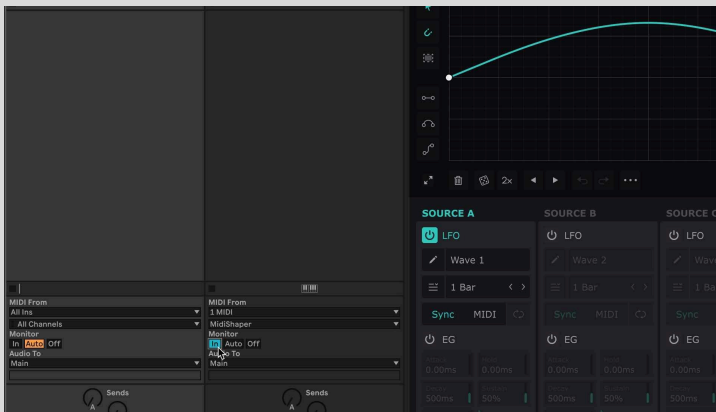 2x
SOURCE A
SOURCE B
SOURCE C
LFO
LFO
LFO
Wave 1
Wave 2
1 Bar
1 Bar
Sync MIDI
Sync MIDI
Sync
EG
EG
EG
0.00ms
0.00ms
0.00ms
0.00ms
0.00ms
500ms
50%
500ms
50%
500ms
MIDI From
All Ins
All Channels
Monitor
In Auto Off
Audio To
Main
Sends
A
MIDI From
1 MIDI
MidiShaper
Monitor
In Auto Off
Audio To
Main
Sends
A